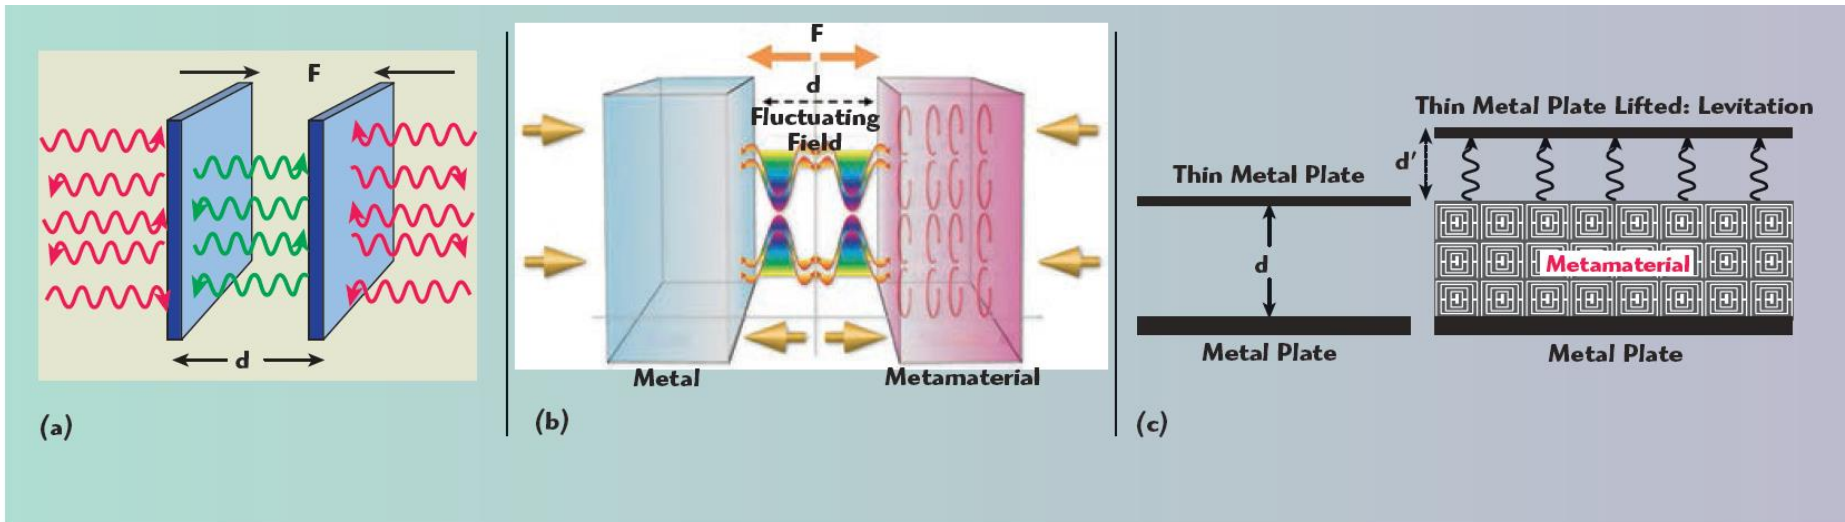 F
d
(a)
F
d
Fluctuating
Field
Metal
Metamaterial
(b)
Thin Metal Plate
d
Metal Plate
Thin Metal Plate Lifted: Levitation
d'
Metamaterial
Metal Plate
(c)